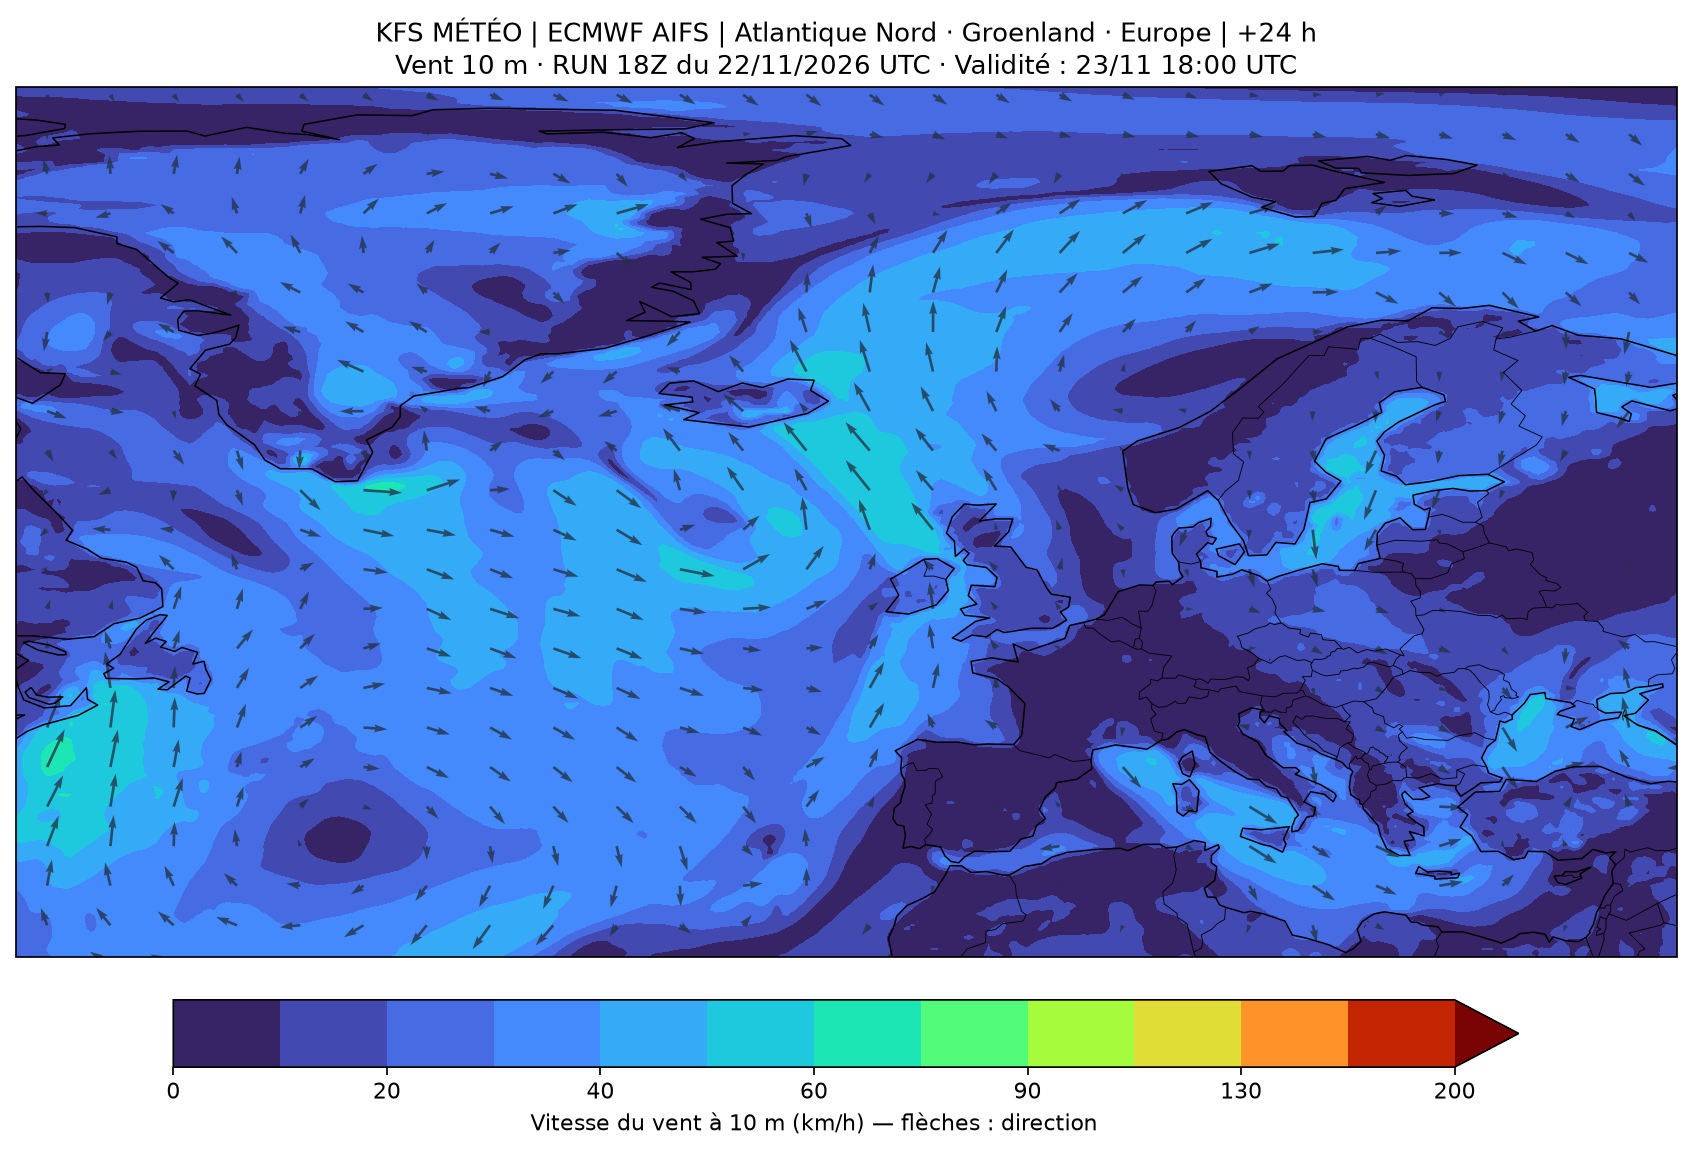 KFS MÉTÉO | ECMWF AIFS | Atlantique Nord · Groenland · Europe | +24 h
Vent 10 m · RUN 18Z du 22/11/2026 UTC · Validité : 23/11 18:00 UTC
0 20 40 60 90 130 200
Vitesse du vent à 10 m (km/h) — flèches : direction